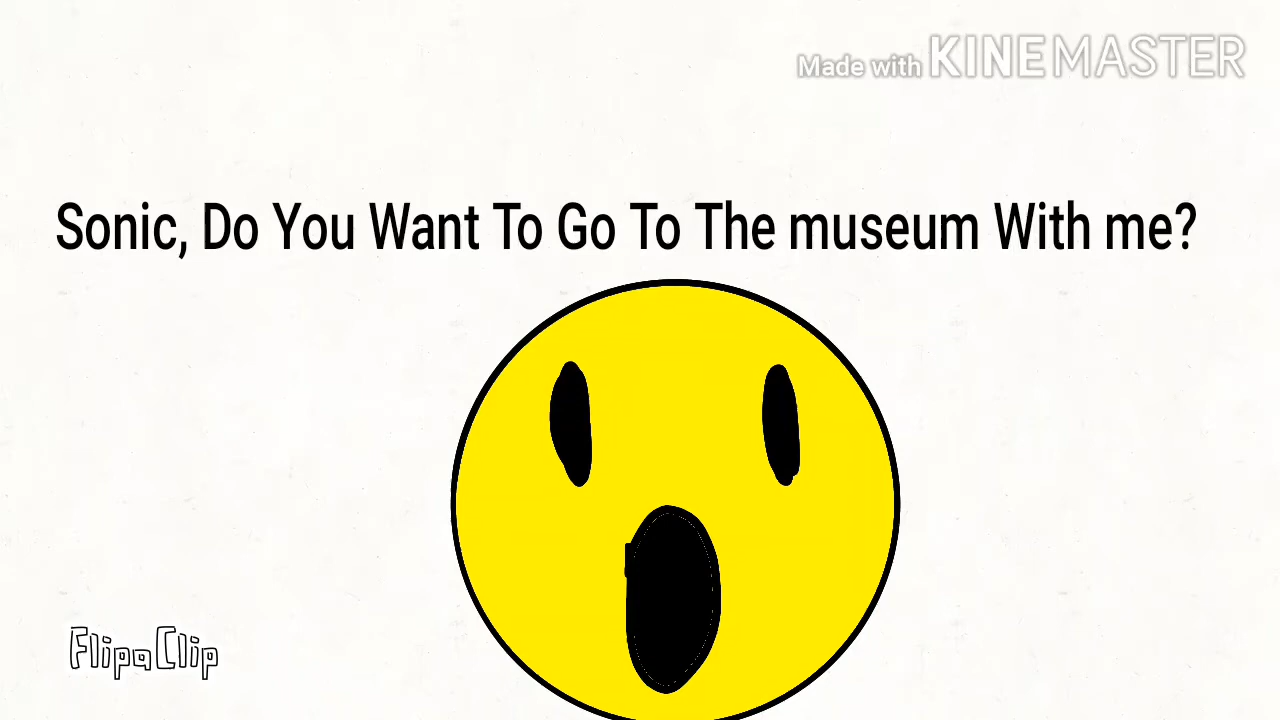 Made with KINEMASTER
Sonic, Do You Want To Go To The museum With me?
FlipaClip